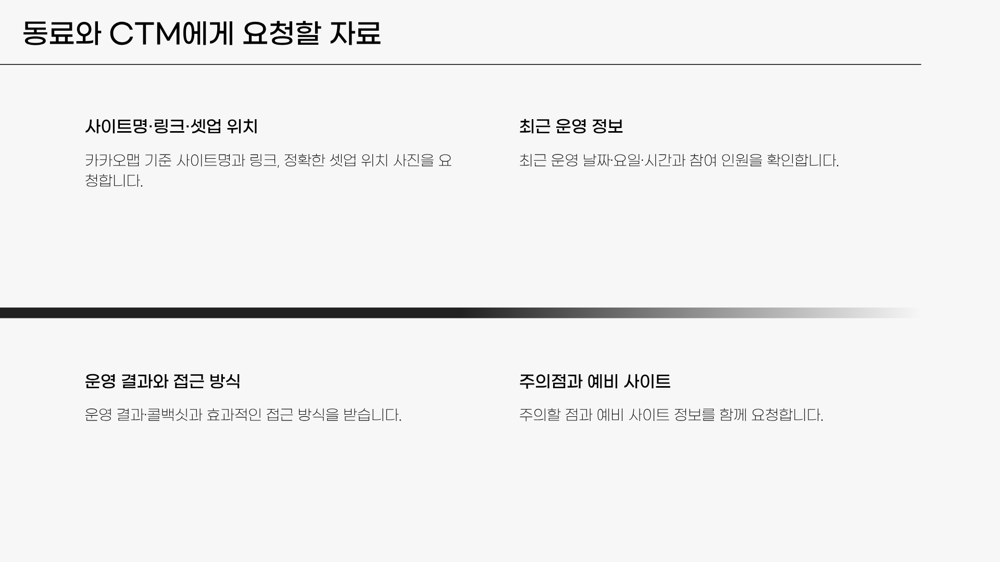 동료와 CTM에게 요청할 자료
사이트명·링크·셋업 위치
카카오맵 기준 사이트명과 링크, 정확한 셋업 위치 사진을 요
청합니다.
최근 운영 정보
최근 운영 날짜·요일·시간과 참여 인원을 확인합니다.
운영 결과와 접근 방식
운영 결과·콜백싯과 효과적인 접근 방식을 받습니다.
주의점과 예비 사이트
주의할 점과 예비 사이트 정보를 함께 요청합니다.